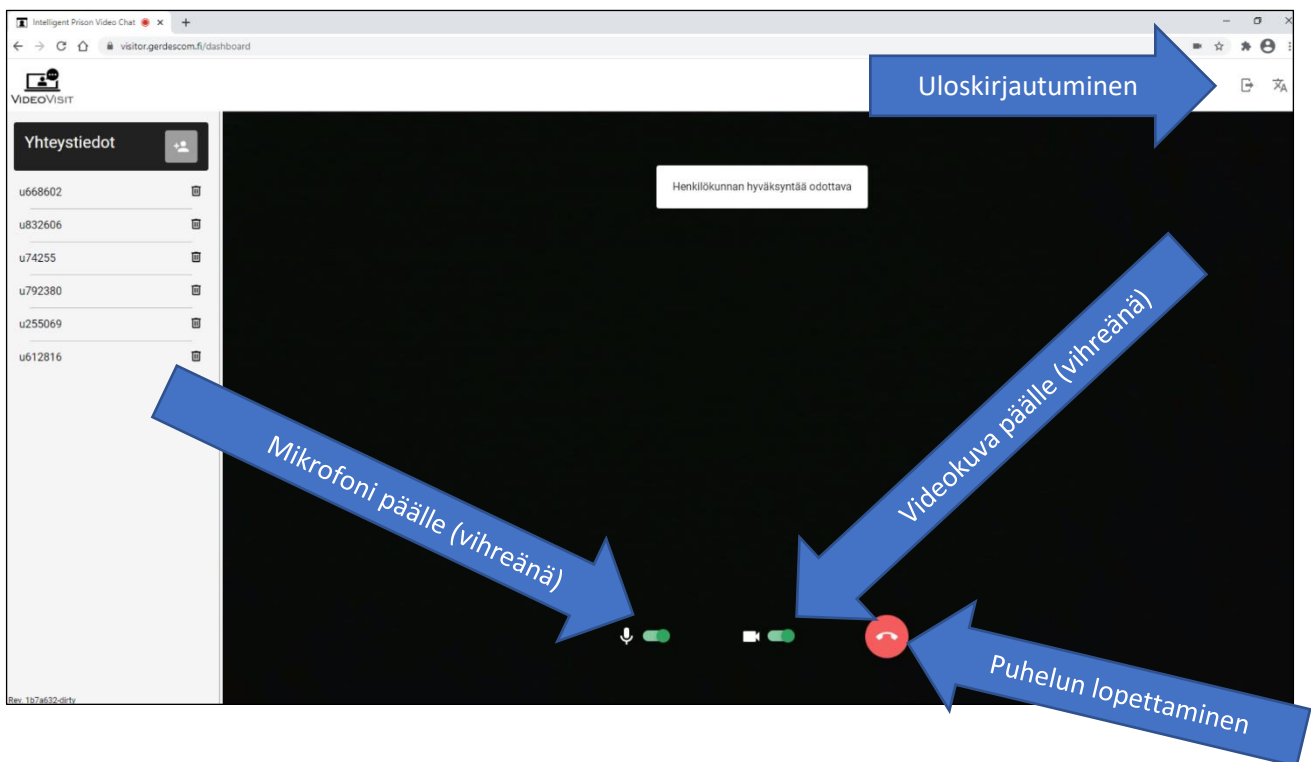 Intelligent Prison Video Chat
visitor.gerdescom.fi/dashboard
VIDEOVISIT
Uloskirjautuminen
Yhteystiedot
Henkilökunnan hyväksyntää odottava
u668602
u832606
u74255
u792380
u255069
u612816
Videokuva päälle (vihreänä)
Mikrofoni päälle (vihreänä)
Puhelun lopettaminen
Rev. 1b7a632-dirty